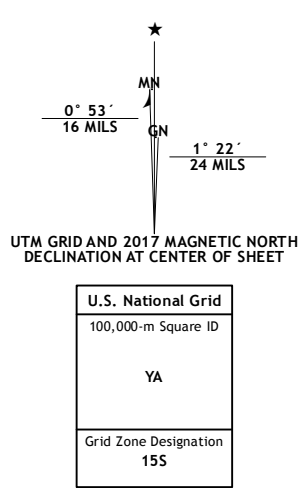 ★
MN
0° 53´
16 MILS
GN
1° 22´
24 MILS
UTM GRID AND 2017 MAGNETIC NORTH
DECLINATION AT CENTER OF SHEET
U.S. National Grid
100,000-m Square ID
YA
Grid Zone Designation
15S